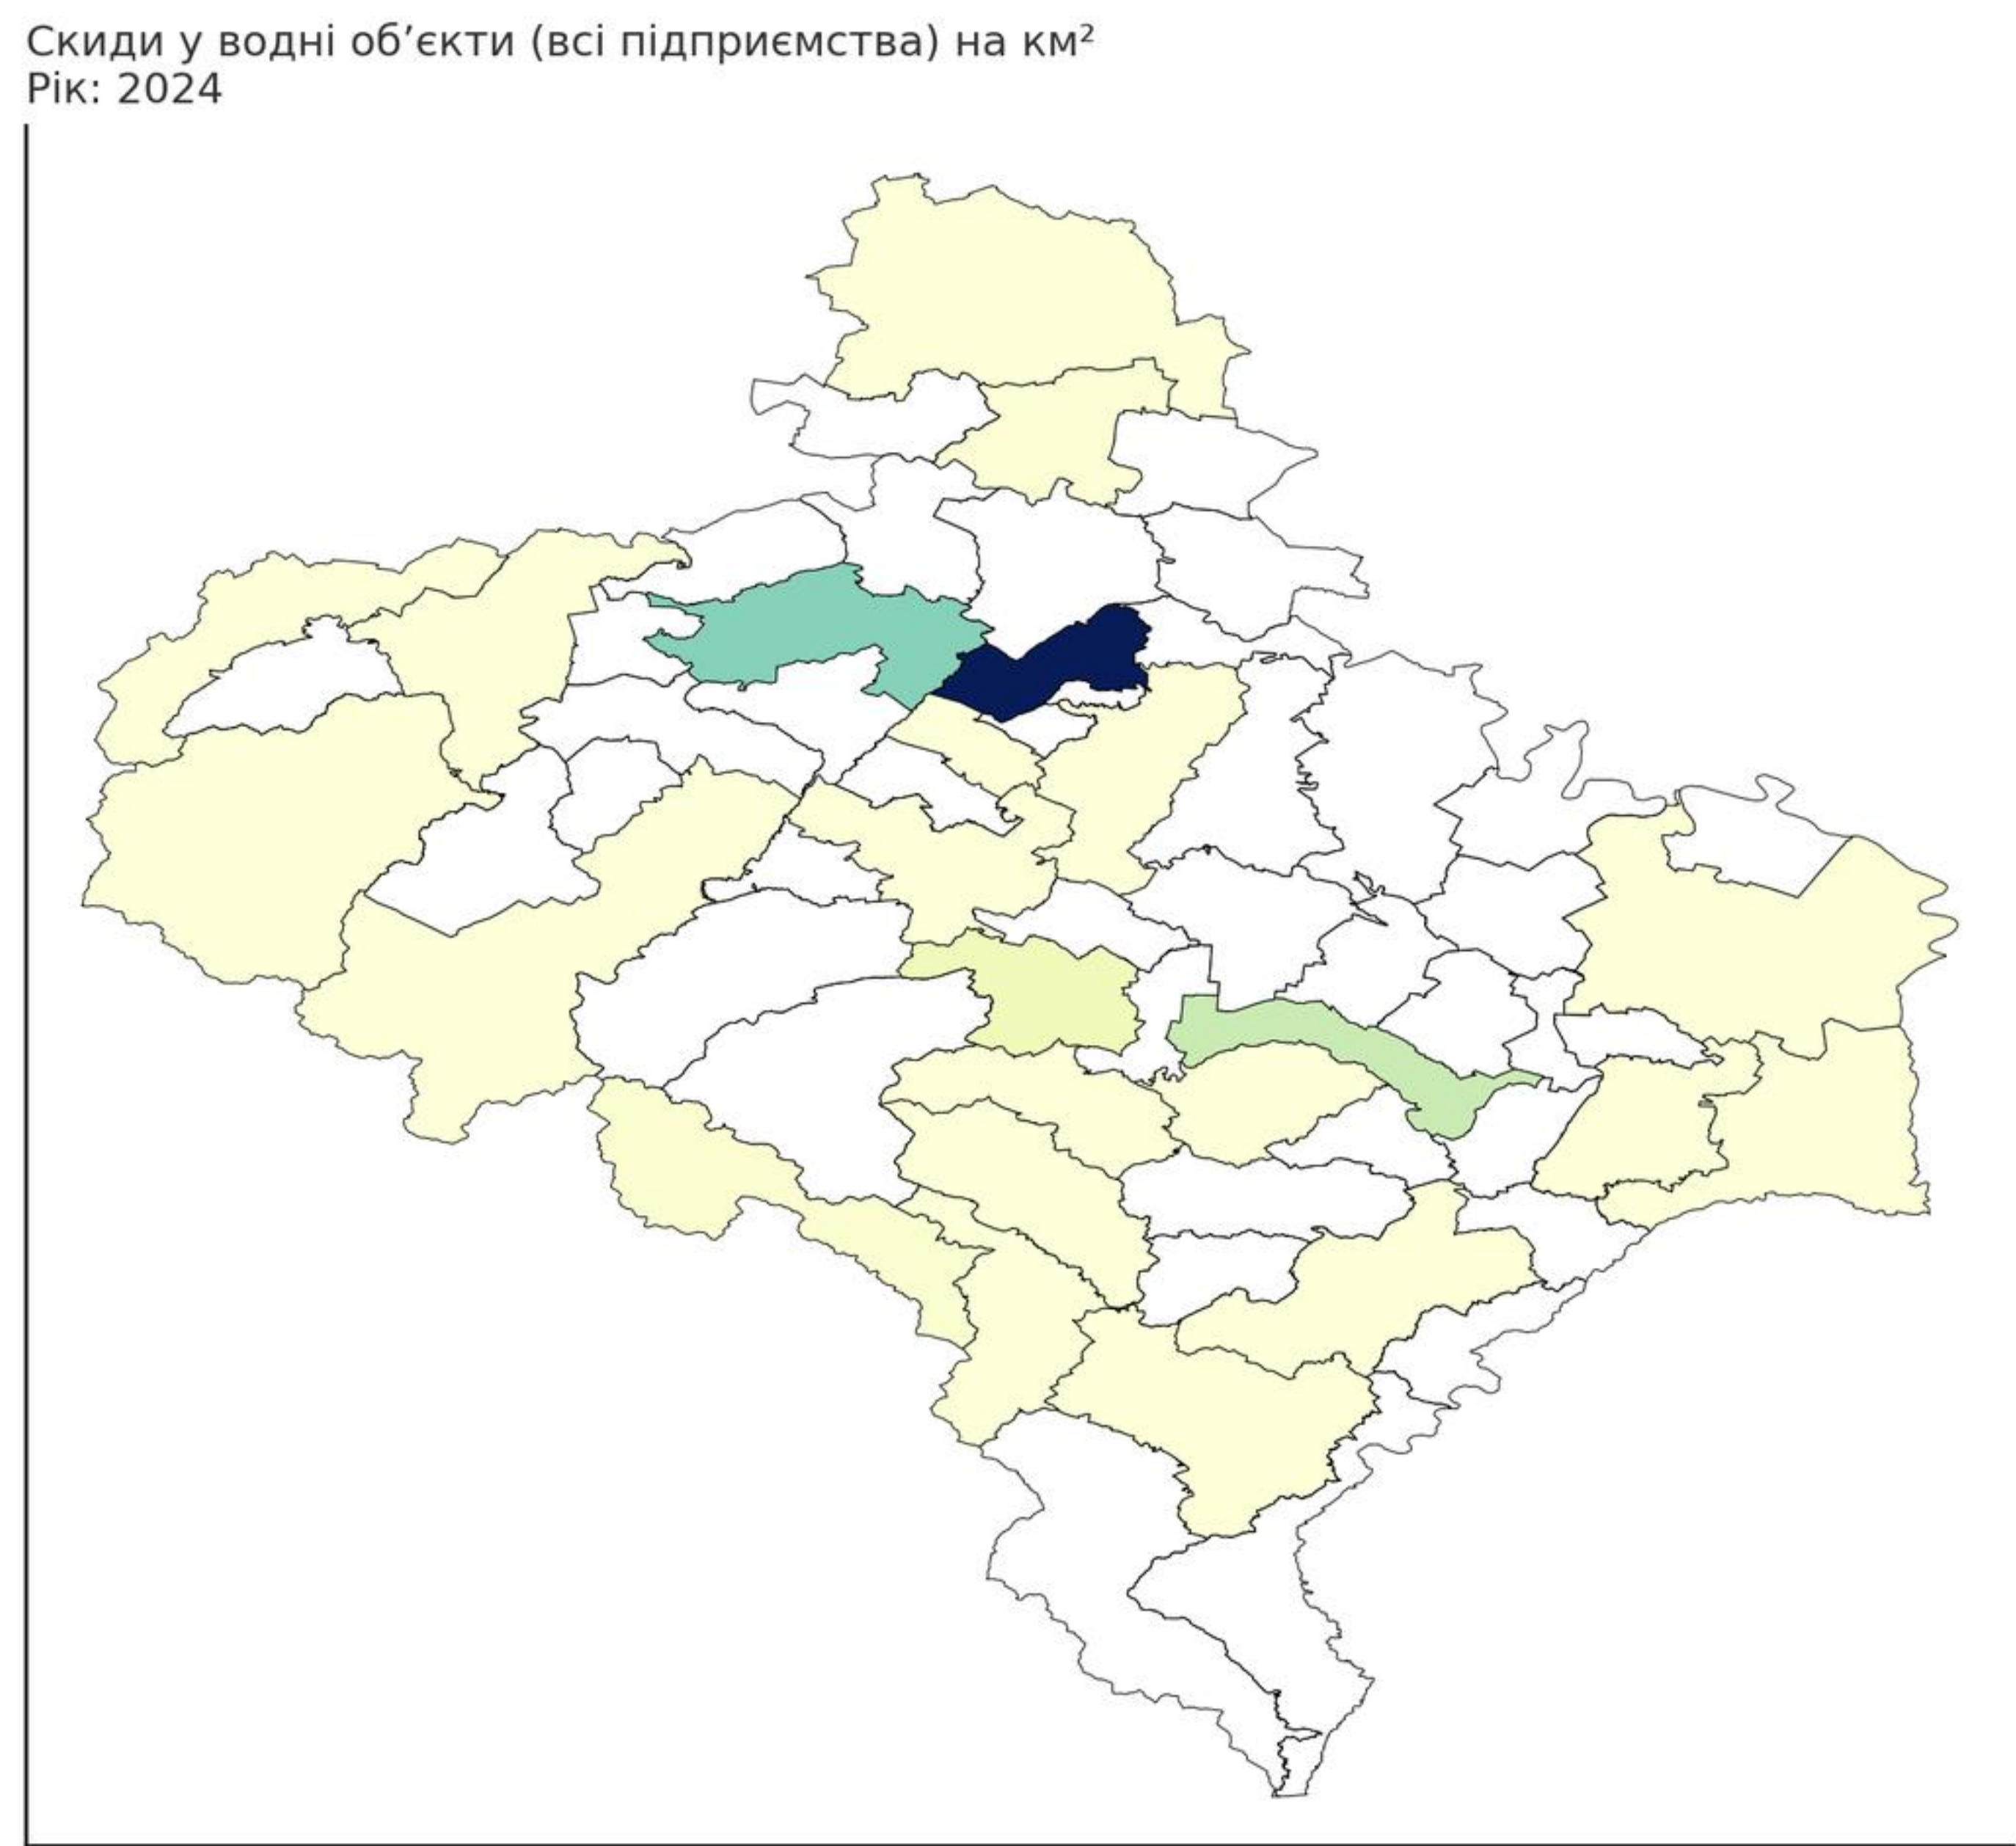 Скиди у водні об’єкти (всі підприємства) на км²
Рік: 2024